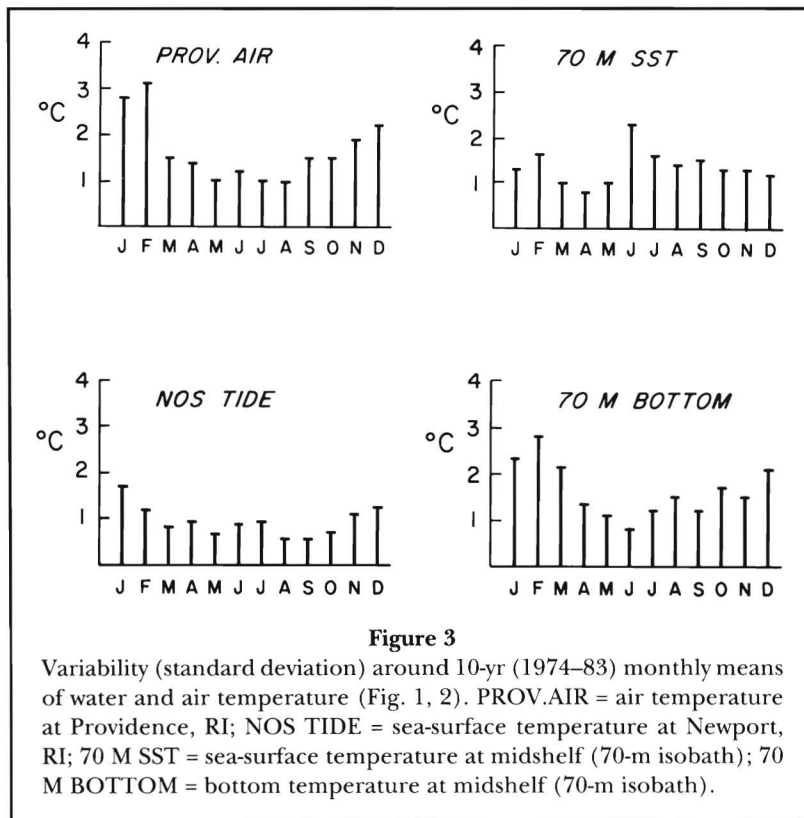 PROV. AIR
4
3
°C
2
1
J F M A M J J A S O N D
70 M SST
4
3
°C
2
1
J F M A M J J A S O N D
NOS TIDE
4
3
°C
2
1
J F M A M J J A S O N D
70 M BOTTOM
4
3
°C
2
1
J F M A M J J A S O N D
Figure 3
Variability (standard deviation) around 10-yr (1974–83) monthly means
of water and air temperature (Fig. 1, 2). PROV.AIR = air temperature
at Providence, RI; NOS TIDE = sea-surface temperature at Newport,
RI; 70 M SST = sea-surface temperature at midshelf (70-m isobath); 70
M BOTTOM = bottom temperature at midshelf (70-m isobath).